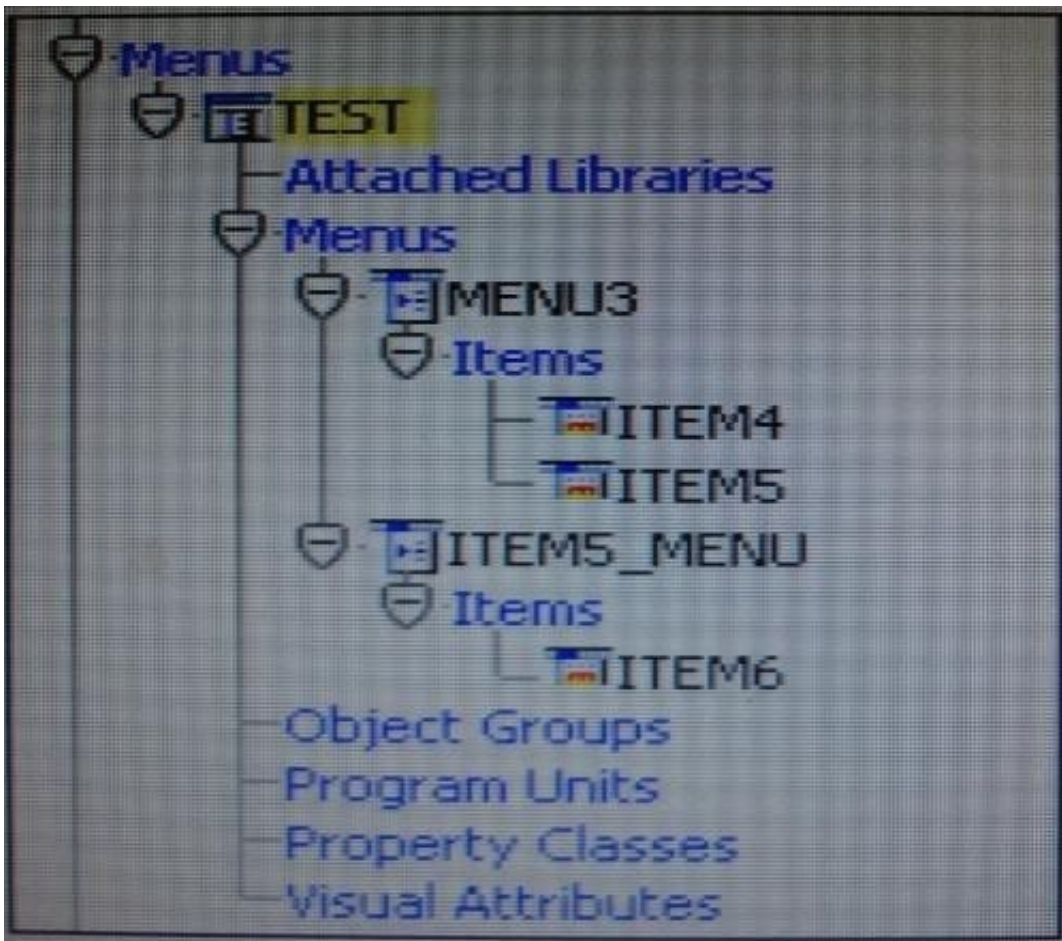 Menus
TEST
Attached Libraries
Menus
MENU3
Items
ITEM4
ITEM5
ITEM5_MENU
Items
ITEM6
Object Groups
Program Units
Property Classes
Visual Attributes